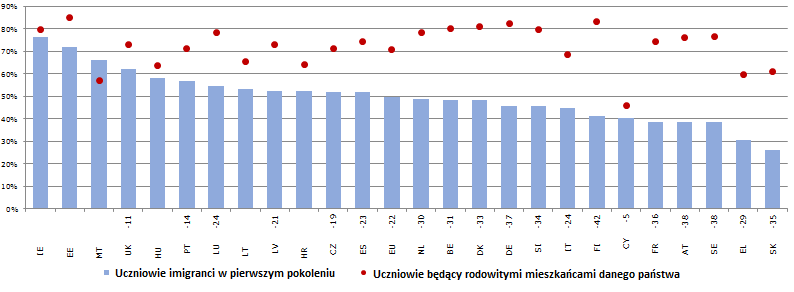 90%
80%
70%
60%
50%
40%
30%
20%
10%
0%
IE
EE
MT
UK -11
HU
PT -14
LU -24
LT
LV -21
HR
CZ -19
ES -23
EU -22
NL -30
BE -31
DK -33
DE -37
SI -34
IT -24
FI -42
CY -5
FR -36
AT -38
SE -38
EL -29
SK -35
Uczniowie imigranci w pierwszym pokoleniu Uczniowie będący rodowitymi mieszkańcami danego państwa